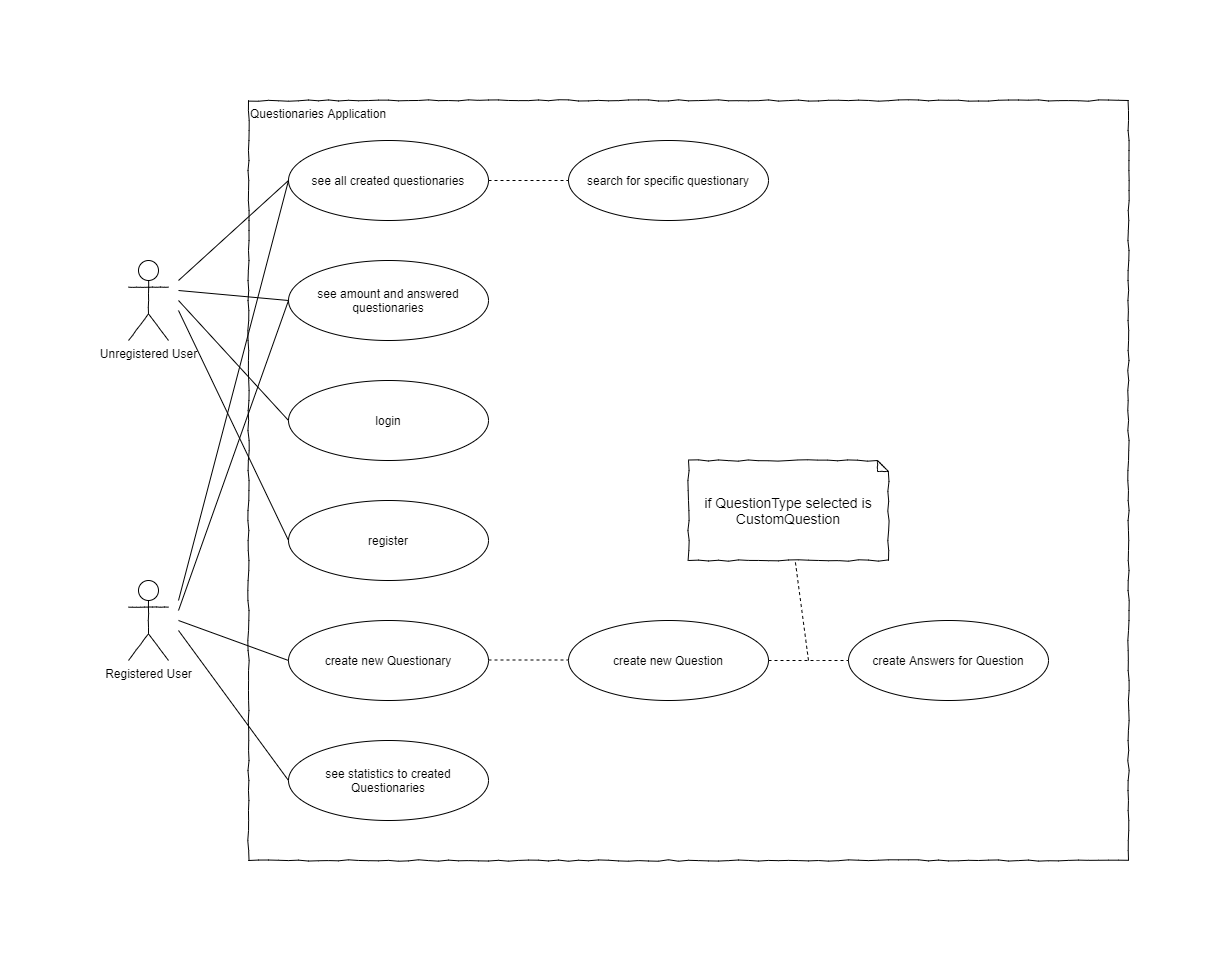 Questionaries Application
see all created questionaries
search for specific questionary
see amount and answered
questionaries
Unregistered User
login
if QuestionType selected is
CustomQuestion
register
Registered User
create new Questionary
create new Question
create Answers for Question
see statistics to created
Questionaries